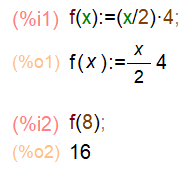 (%i1) f(x):=(x/2)·4;
(%o1) f(x):=x/2 4
(%i2) f(8);
(%o2) 16